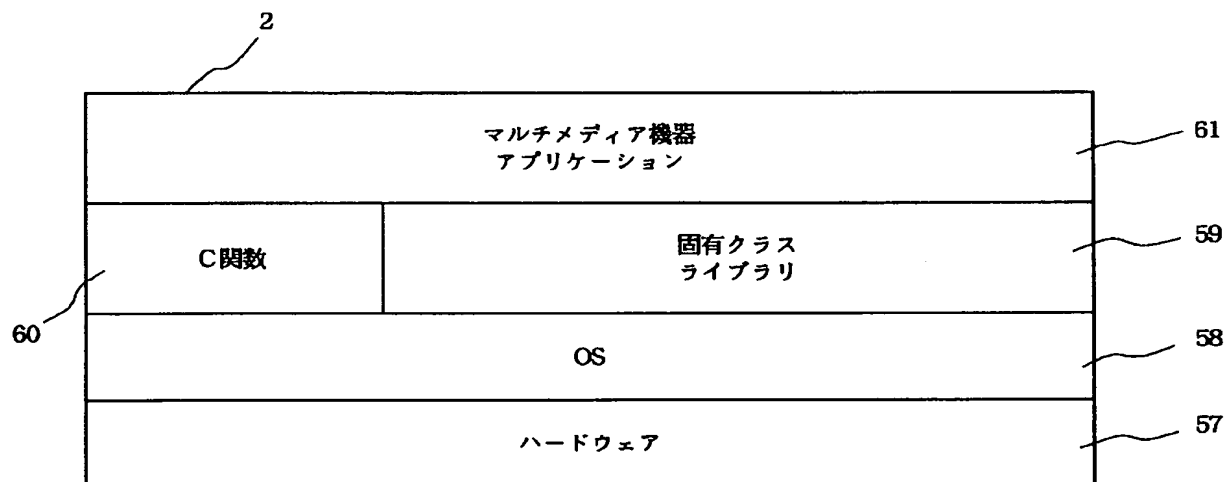 2
マルチメディア機器
アプリケーション
61
C関数
固有クラス
ライブラリ
59
60
OS
58
ハードウェア
57